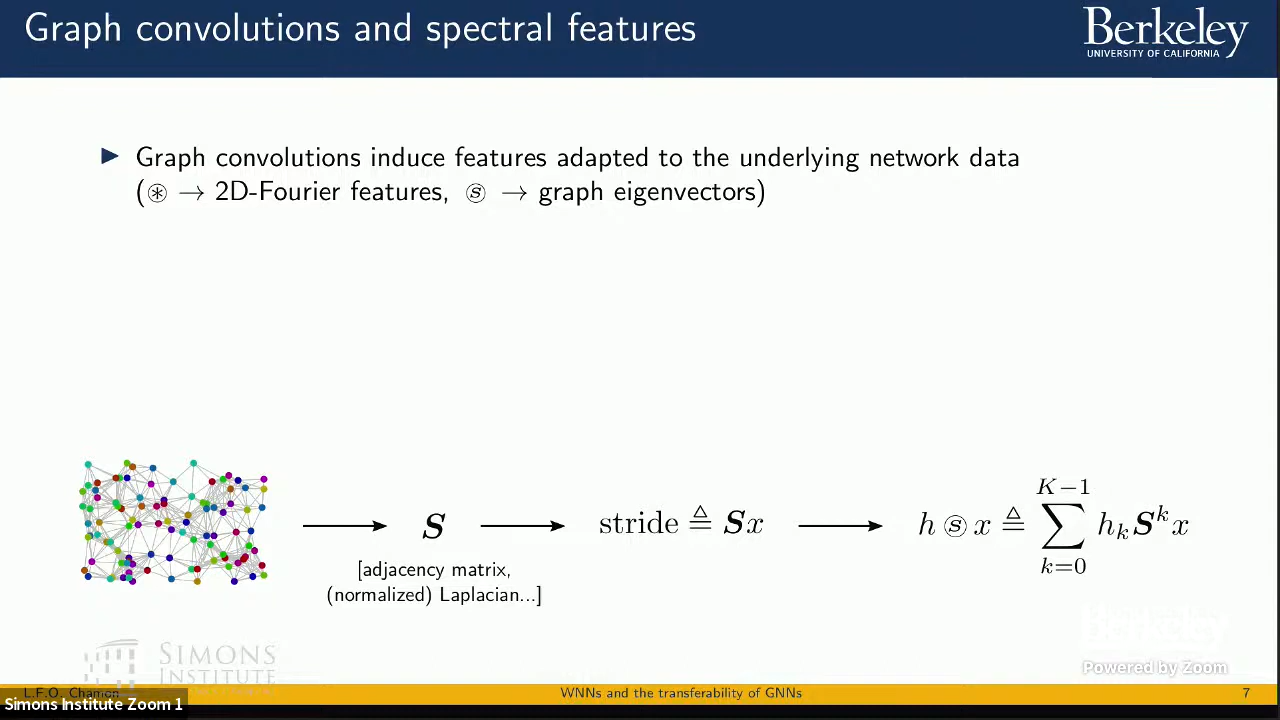 Graph convolutions and spectral features
Berkeley
UNIVERSITY OF CALIFORNIA
▶ Graph convolutions induce features adapted to the underlying network data
(⊛ → 2D-Fourier features, ⓢ → graph eigenvectors)
S
stride ≜ Sx
h ⓢ x ≜ ∑_{k=0}^{K−1} h_k S^k x
[adjacency matrix,
(normalized) Laplacian...]
SIMONS
INSTITUTE
Powered by Zoom
L.F.O. Chamon
WNNs and the transferability of GNNs
7
Simons Institute Zoom 1